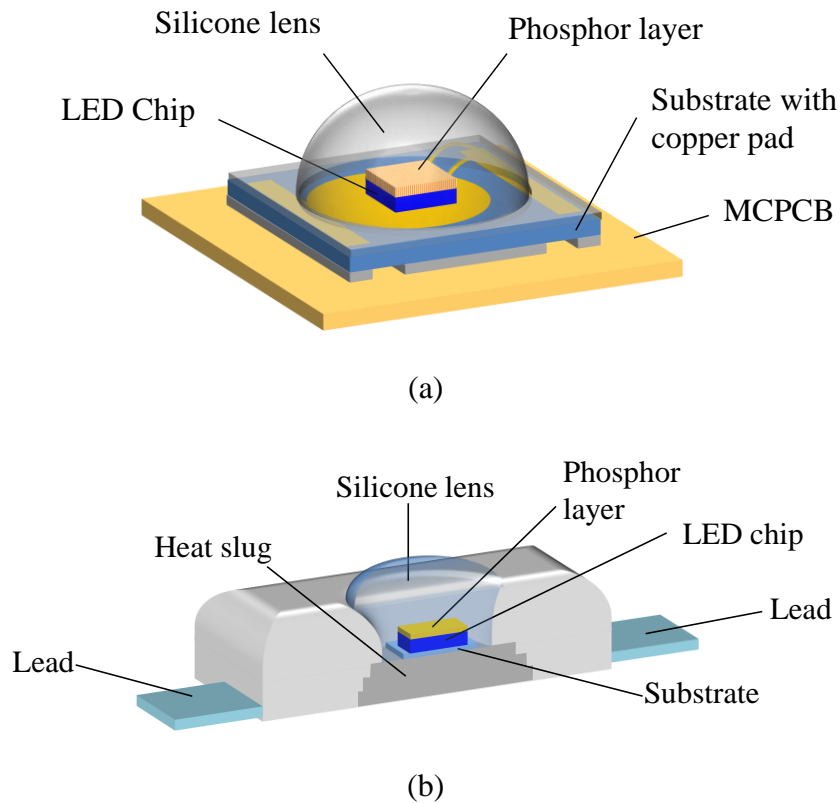 Silicone lens
Phosphor layer
LED Chip
Substrate with
copper pad
MCPCB
(a)
Phosphor
layer
Silicone lens
LED chip
Heat slug
Lead
Lead
Substrate
(b)